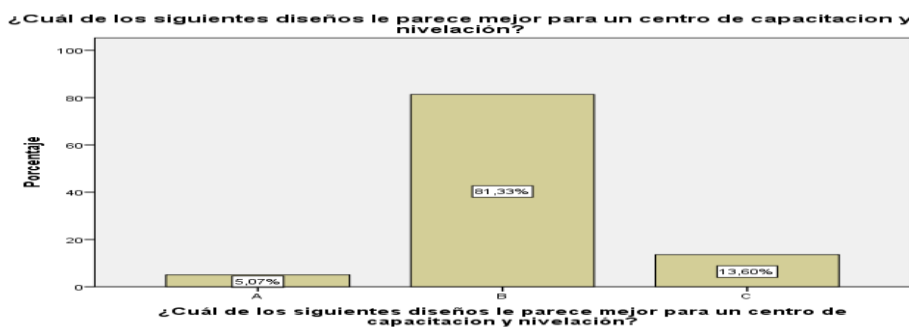 ¿Cuál de los siguientes diseños le parece mejor para un centro de capacitacion y
nivelación?
100
80
60
40
20
0
Porcentaje
5,07%
81,33%
13,60%
A
B
C
¿Cuál de los siguientes diseños le parece mejor para un centro de
capacitacion y nivelación?